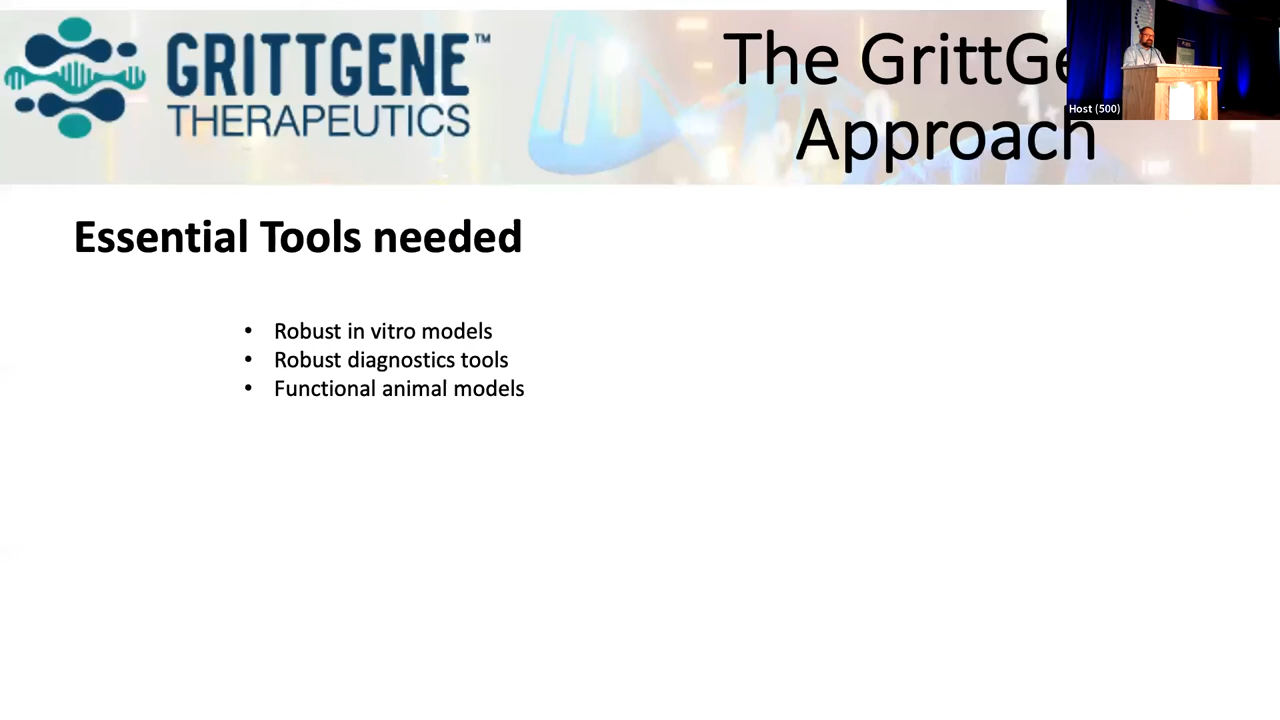 GRITTGENE™
THERAPEUTICS
The
Approach
Host (500)
Essential Tools needed
• Robust in vitro models
• Robust diagnostics tools
• Functional animal models